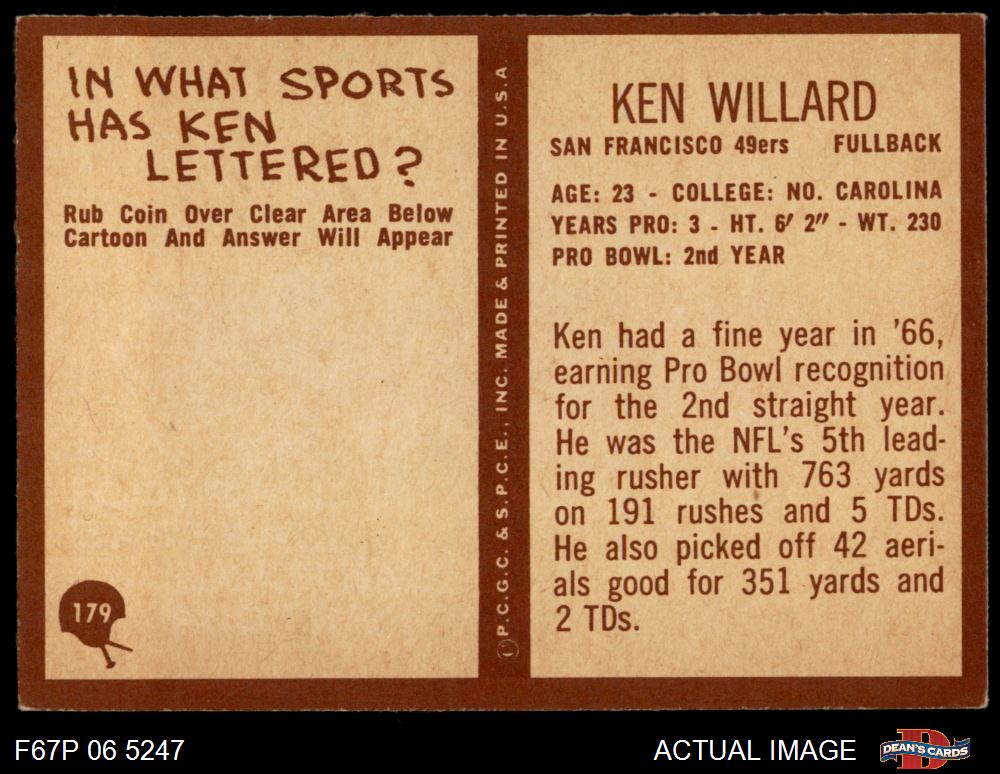 IN WHAT SPORTS
HAS KEN
LETTERED?
Rub Coin Over Clear Area Below
Cartoon And Answer Will Appear
179
©P.C.G.C. & S.P.C.E., INC. MADE & PRINTED IN U.S.A.
KEN WILLARD
SAN FRANCISCO 49ers FULLBACK
AGE: 23 - COLLEGE: NO. CAROLINA
YEARS PRO: 3 - HT. 6' 2" - WT. 230
PRO BOWL: 2nd YEAR
Ken had a fine year in '66,
earning Pro Bowl recognition
for the 2nd straight year.
He was the NFL's 5th lead-
ing rusher with 763 yards
on 191 rushes and 5 TDs.
He also picked off 42 aeri-
als good for 351 yards and
2 TDs.
F67P 06 5247
ACTUAL IMAGE
D
DEAN'S CARDS